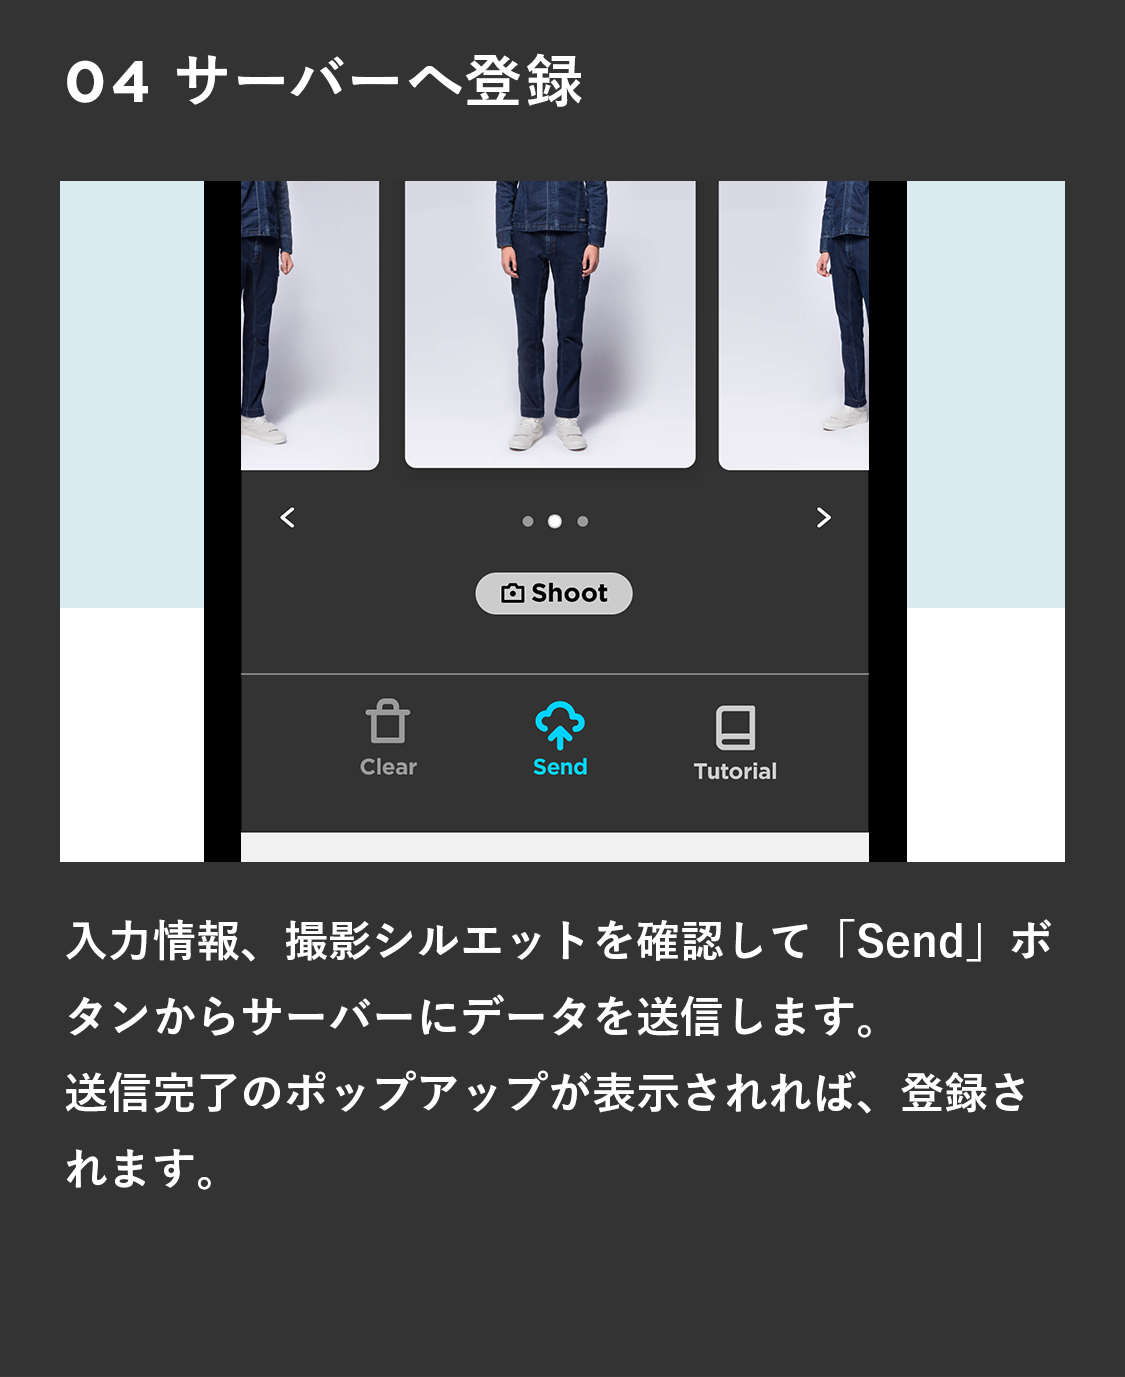 04 サーバーへ登録
Shoot
Clear
Send
Tutorial
入力情報、撮影シルエットを確認して「Send」ボ
タンからサーバーにデータを送信します。
送信完了のポップアップが表示されれば、登録さ
れます。